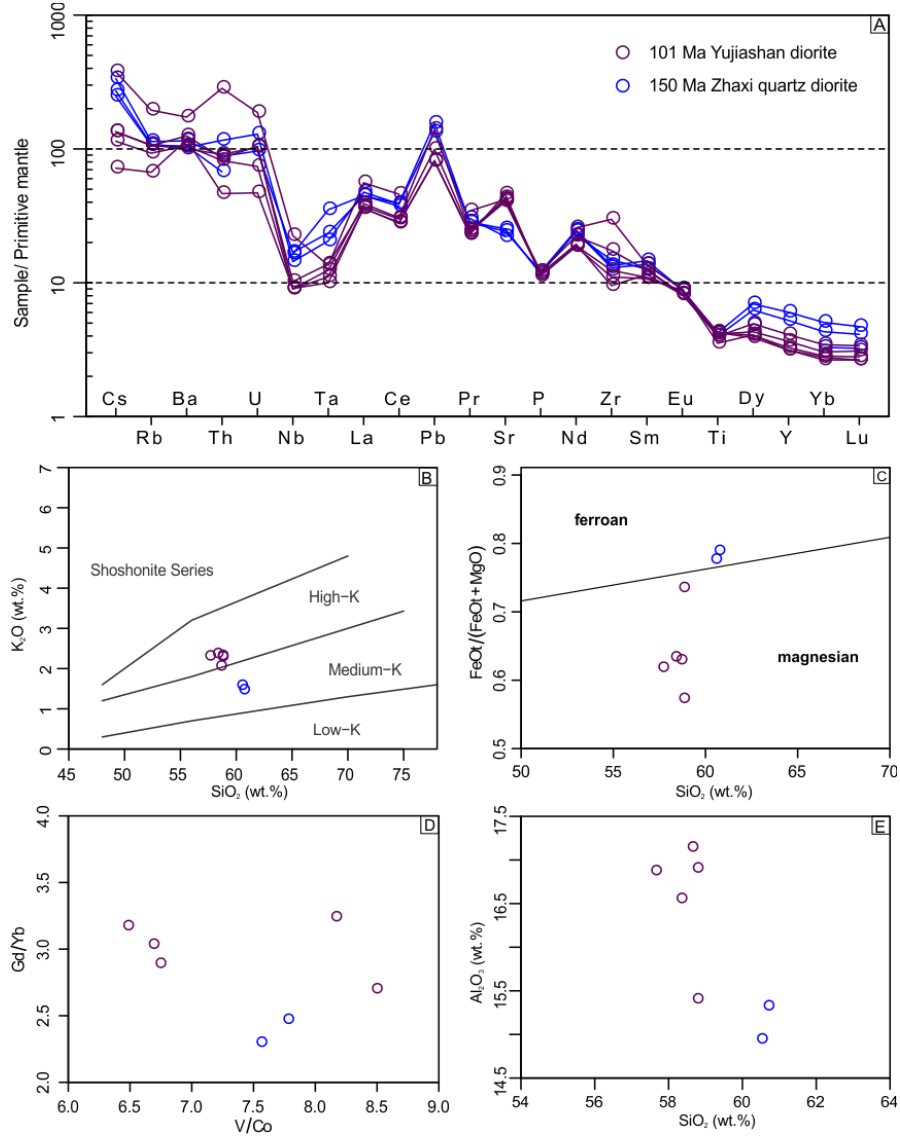 A
1000
100
10
1
Sample/ Primitive mantle
101 Ma Yujiashan diorite
150 Ma Zhaxi quartz diorite
Cs Ba U Ta Ce Pr P Zr Eu Dy Yb
Rb Th Nb La Pb Sr Nd Sm Ti Y Lu
B
7
6
5
4
3
2
1
0
K₂O (wt.%)
Shoshonite Series
High-K
Medium-K
Low-K
45 50 55 60 65 70 75
SiO₂ (wt.%)
C
0.9
0.8
0.7
0.6
0.5
FeOt/(FeOt+MgO)
ferroan
magnesian
50 55 60 65 70
SiO₂ (wt.%)
D
4.0
3.5
3.0
2.5
2.0
Gd/Yb
6.0 6.5 7.0 7.5 8.0 8.5 9.0
V/Co
E
17.5
16.5
15.5
14.5
Al₂O₃ (wt.%)
54 56 58 60 62 64
SiO₂ (wt.%)